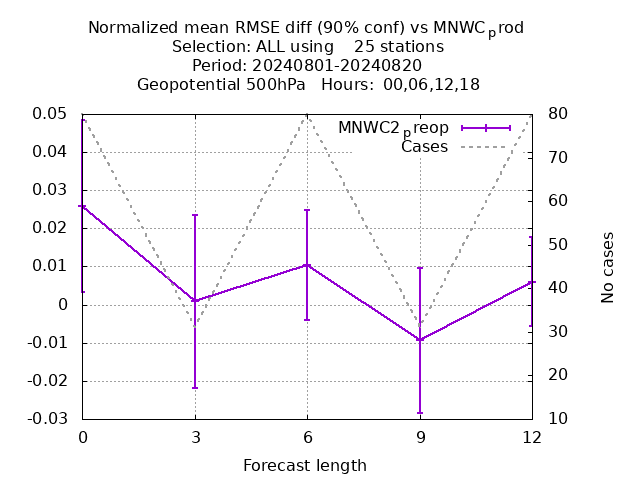 Normalized mean RMSE diff (90% conf) vs MNWC_prod
Selection: ALL using    25 stations
Period: 20240801-20240820
Geopotential 500hPa   Hours:  00,06,12,18
MNWC2_preop
Cases
0.05
0.04
0.03
0.02
0.01
0
-0.01
-0.02
-0.03
80
70
60
50
40
30
20
10
No cases
0 3 6 9 12
Forecast length